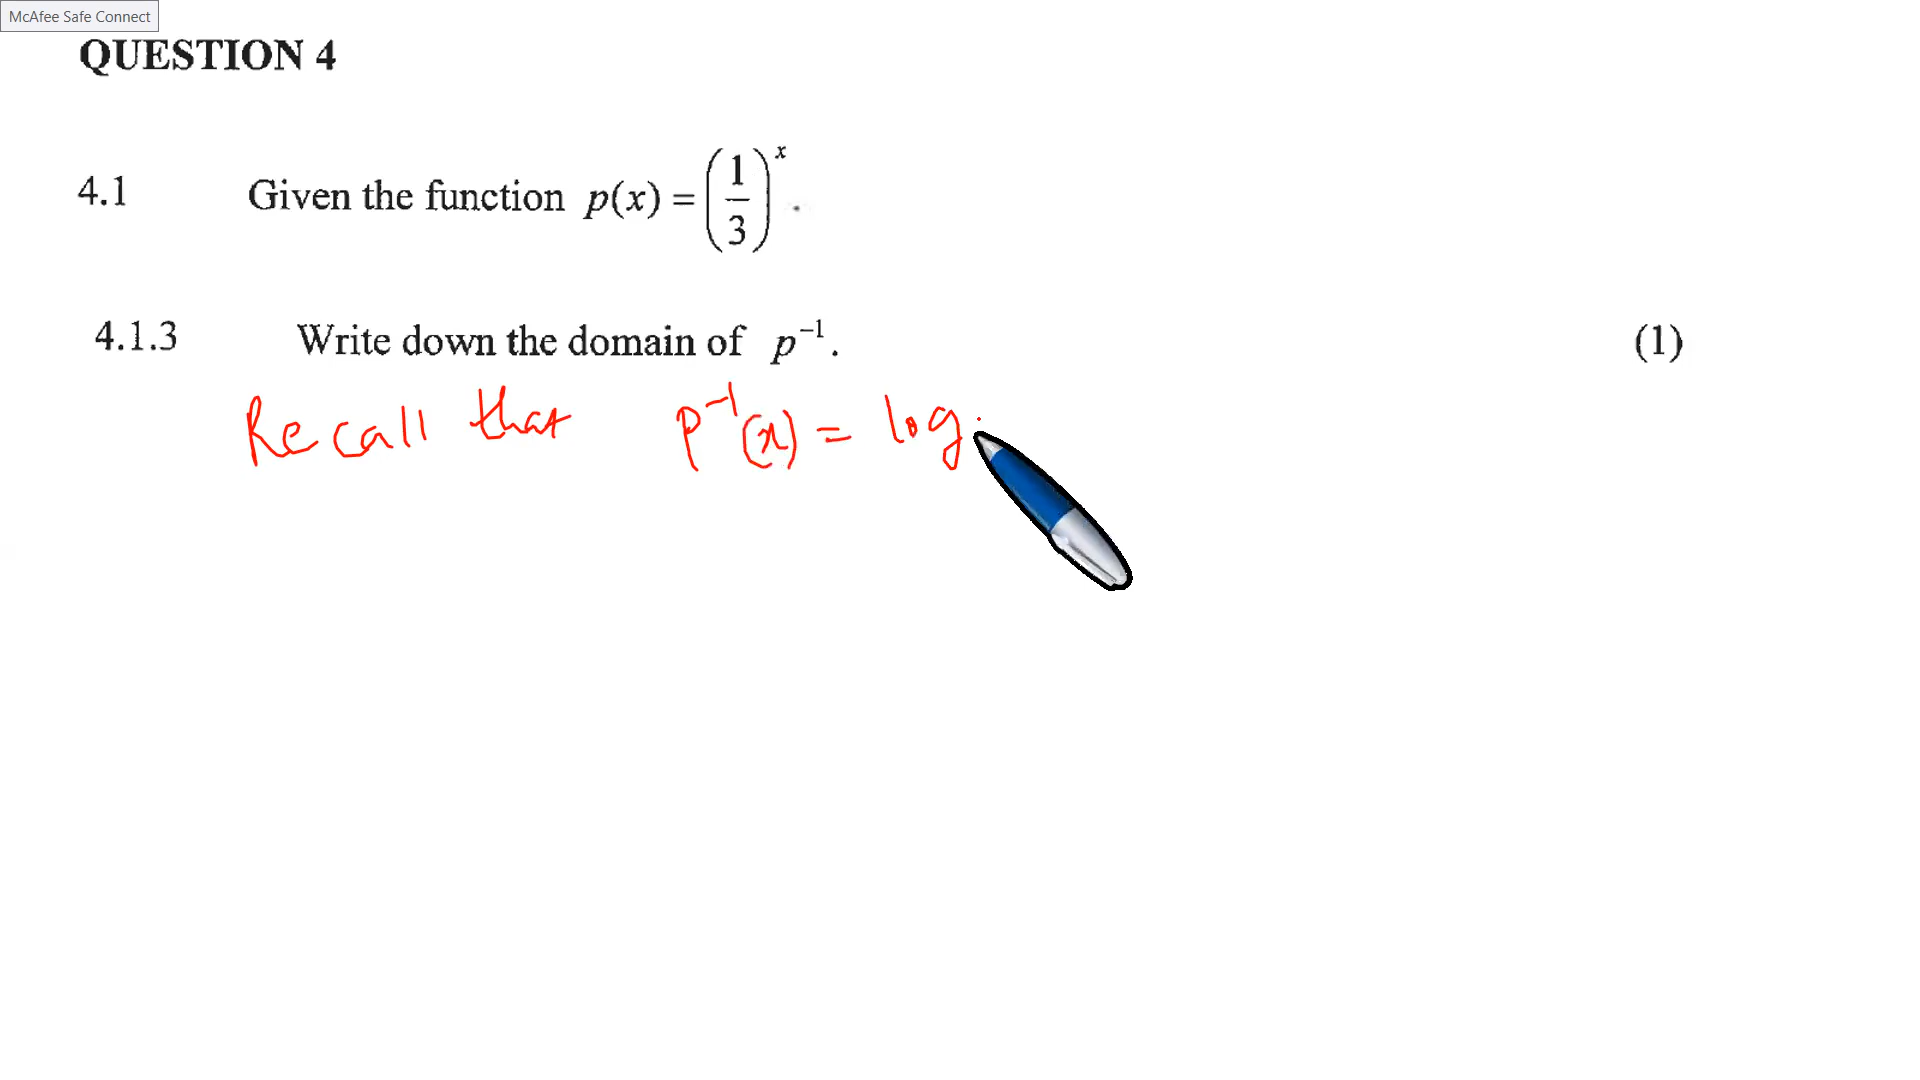 McAfee Safe Connect
QUESTION 4
4.1 Given the function p(x) = (1/3)^x .
4.1.3 Write down the domain of p⁻¹. (1)
Recall that p⁻¹(x) = log